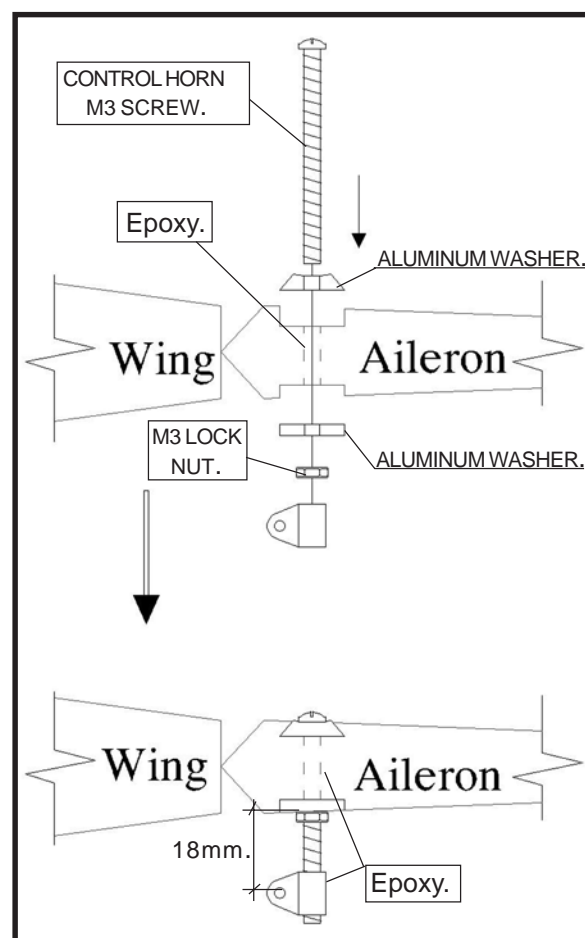 CONTROL HORN
M3 SCREW.
Epoxy.
ALUMINUM WASHER.
Wing
Aileron
M3 LOCK
NUT.
ALUMINUM WASHER.
Wing
Aileron
18mm.
Epoxy.